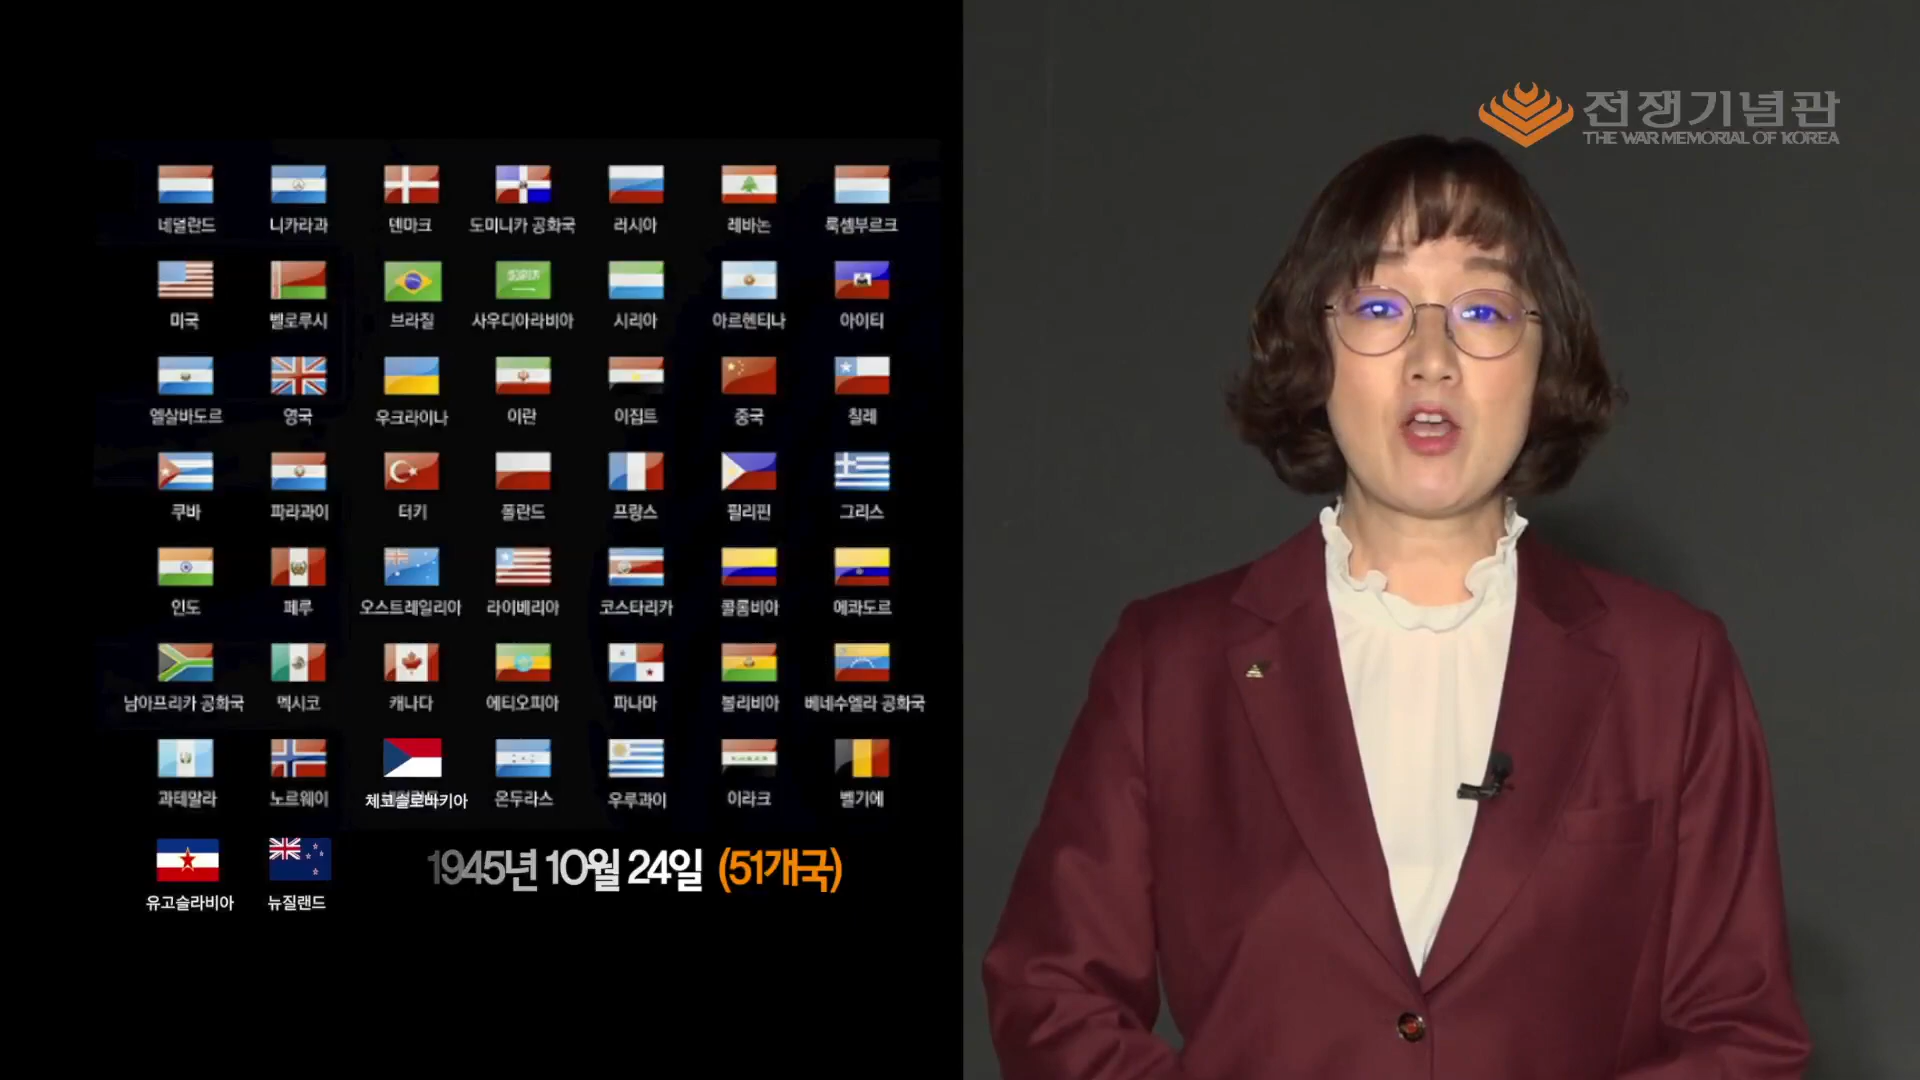 전쟁기념관
THE WAR MEMORIAL OF KOREA
네덜란드 니카라과 덴마크 도미니카 공화국 러시아 레바논 룩셈부르크
미국 벨로루시 브라질 사우디아라비아 시리아 아르헨티나 아이티
엘살바도르 영국 우크라이나 이란 이집트 중국 칠레
쿠바 파라과이 터키 폴란드 프랑스 필리핀 그리스
인도 페루 오스트레일리아 라이베리아 코스타리카 콜롬비아 에콰도르
남아프리카 공화국 멕시코 캐나다 에티오피아 파나마 볼리비아 베네수엘라 공화국
과테말라 노르웨이 체코슬로바키아 온두라스 우루과이 이라크 벨기에
유고슬라비아 뉴질랜드
1945년 10월 24일 (51개국)